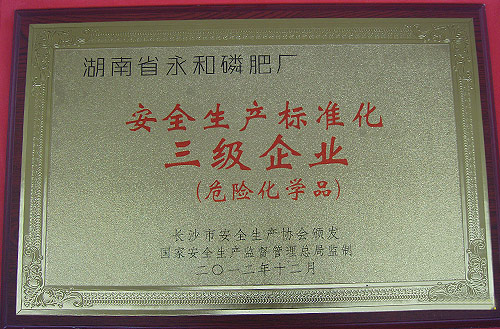 湖南省永和磷肥厂
安全生产标准化
三级企业
(危险化学品)
长沙市安全生产协会颁发
国家安全生产监督管理总局监制
二〇一二年十二月